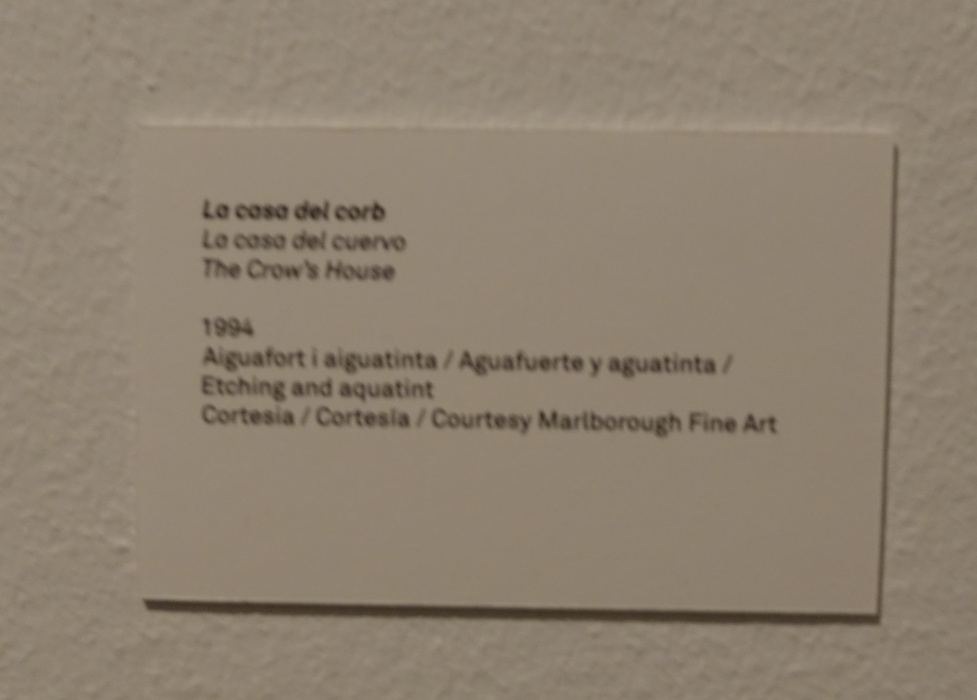 La casa del corb
La casa del cuervo
The Crow's House
1994
Aiguafort i aiguatinta / Aguafuerte y aguatinta /
Etching and aquatint
Cortesia / Cortesía / Courtesy Marlborough Fine Art